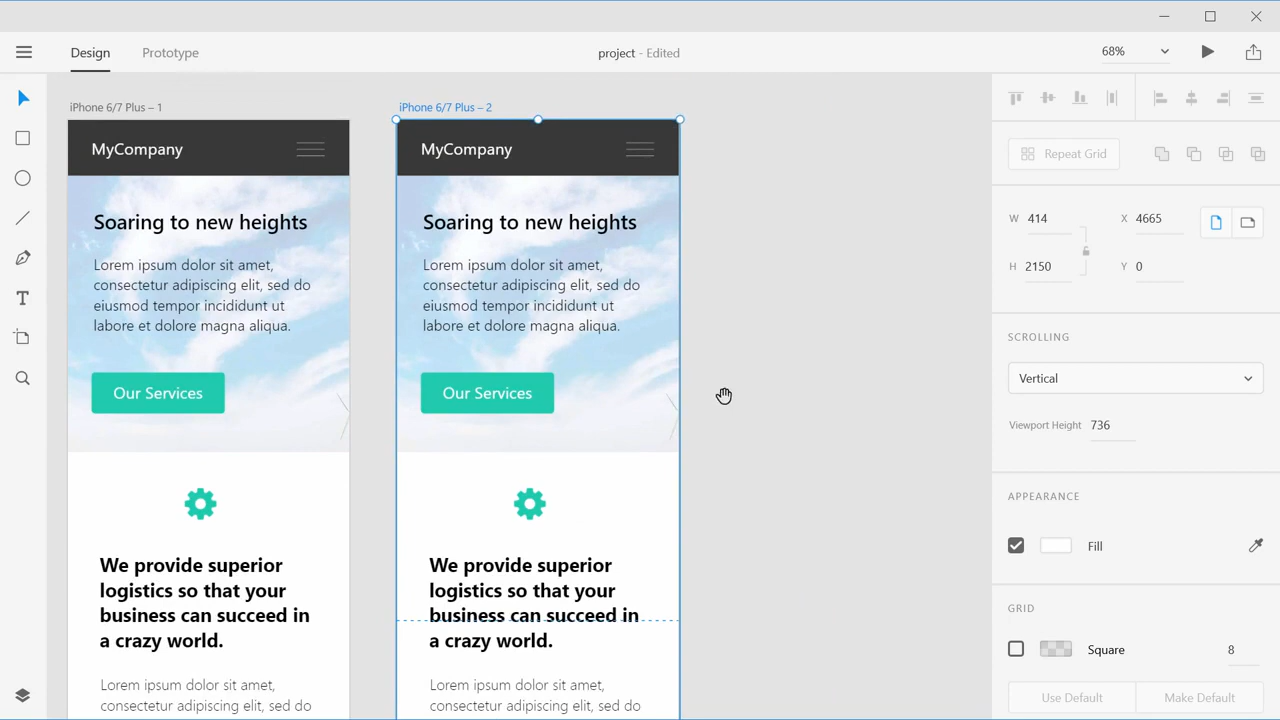 Design
Prototype
project - Edited
68%
iPhone 6/7 Plus – 1
MyCompany
Soaring to new heights
Lorem ipsum dolor sit amet,
consectetur adipiscing elit, sed do
eiusmod tempor incididunt ut
labore et dolore magna aliqua.
Our Services
We provide superior
logistics so that your
business can succeed in
a crazy world.
Lorem ipsum dolor sit amet,
consectetur adipiscing elit, sed do
iPhone 6/7 Plus – 2
MyCompany
Soaring to new heights
Lorem ipsum dolor sit amet,
consectetur adipiscing elit, sed do
eiusmod tempor incididunt ut
labore et dolore magna aliqua.
Our Services
We provide superior
logistics so that your
business can succeed in
a crazy world.
Lorem ipsum dolor sit amet,
consectetur adipiscing elit, sed do
Repeat Grid
W 414 X 4665
H 2150 Y 0
SCROLLING
Vertical
Viewport Height 736
APPEARANCE
Fill
GRID
Square 8
Use Default Make Default